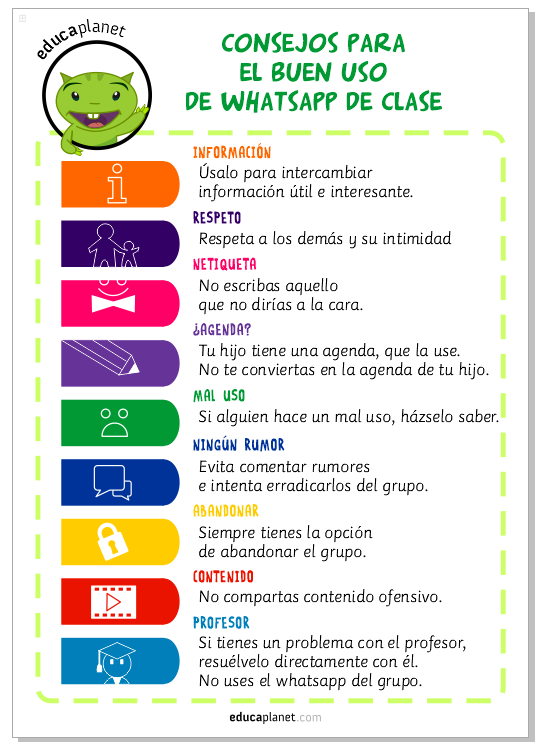 educaplanet
CONSEJOS PARA
EL BUEN USO
DE WHATSAPP DE CLASE
INFORMACIÓN
Úsalo para intercambiar
información útil e interesante.
RESPETO
Respeta a los demás y su intimidad
NETIQUETA
No escribas aquello
que no dirías a la cara.
¿AGENDA?
Tu hijo tiene una agenda, que la use.
No te conviertas en la agenda de tu hijo.
MAL USO
Si alguien hace un mal uso, házselo saber.
NINGÚN RUMOR
Evita comentar rumores
e intenta erradicarlos del grupo.
ABANDONAR
Siempre tienes la opción
de abandonar el grupo.
CONTENIDO
No compartas contenido ofensivo.
PROFESOR
Si tienes un problema con el profesor,
resuélvelo directamente con él.
No uses el whatsapp del grupo.
educaplanet.com